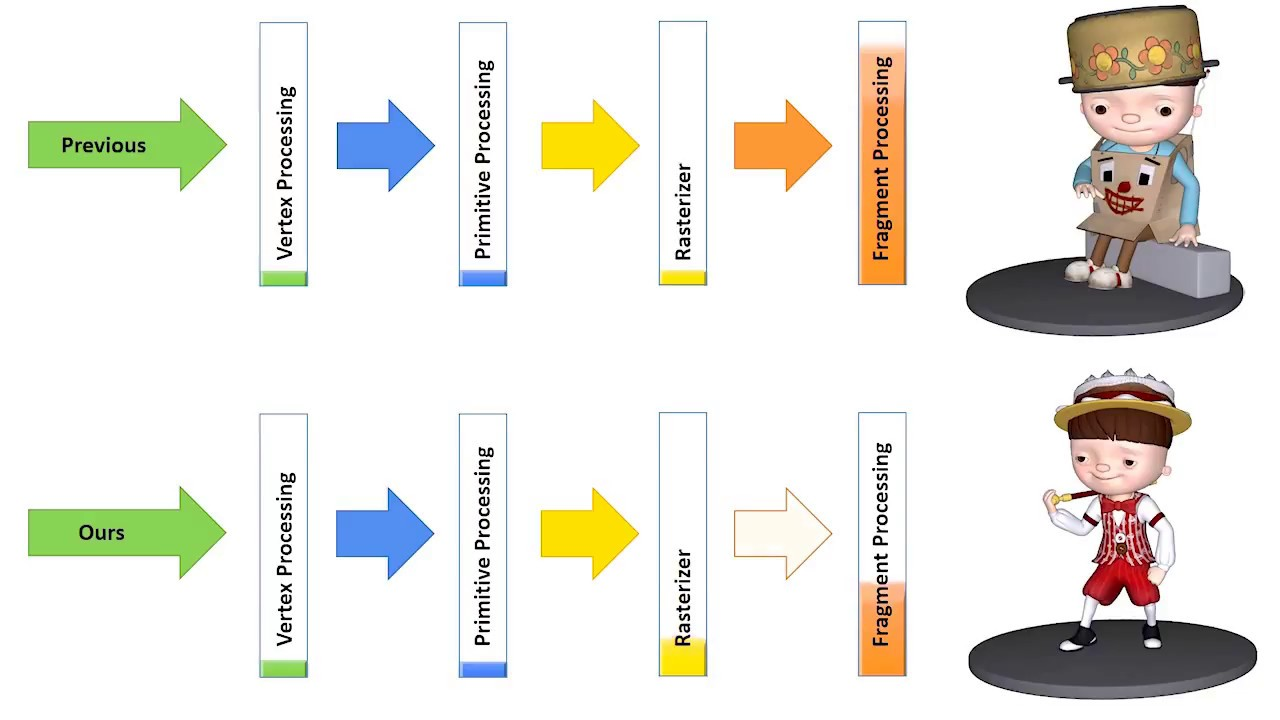 Previous
Vertex Processing
Primitive Processing
Rasterizer
Fragment Processing
Ours
Vertex Processing
Primitive Processing
Rasterizer
Fragment Processing